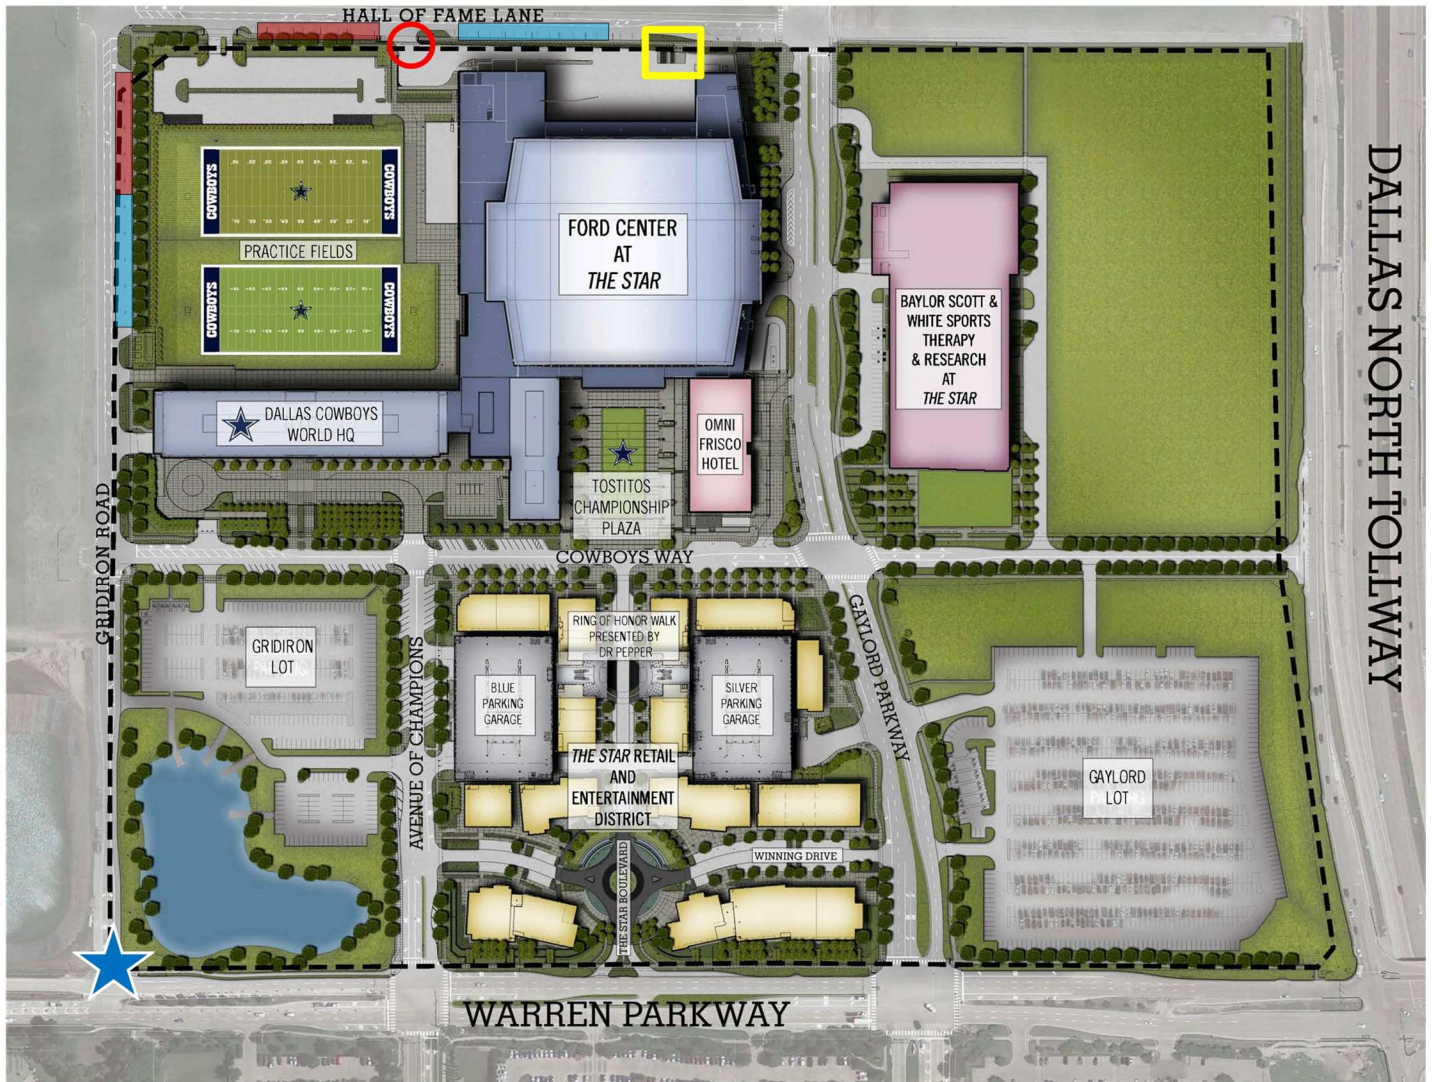 HALL OF FAME LANE
COWBOYS
COWBOYS
PRACTICE FIELDS
COWBOYS
COWBOYS
FORD CENTER
AT
THE STAR
BAYLOR SCOTT &
WHITE SPORTS
THERAPY
& RESEARCH
AT
THE STAR
DALLAS NORTH TOLLWAY
DALLAS COWBOYS
WORLD HQ
OMNI
FRISCO
HOTEL
TOSTITOS
CHAMPIONSHIP
PLAZA
GRIDIRON ROAD
COWBOYS WAY
GRIDIRON
LOT
AVENUE OF CHAMPIONS
RING OF HONOR WALK
PRESENTED BY
DR PEPPER
BLUE
PARKING
GARAGE
SILVER
PARKING
GARAGE
GAYLORD PARKWAY
THE STAR RETAIL
AND
ENTERTAINMENT
DISTRICT
GAYLORD
LOT
WINNING DRIVE
THE STAR BOULEVARD
WARREN PARKWAY